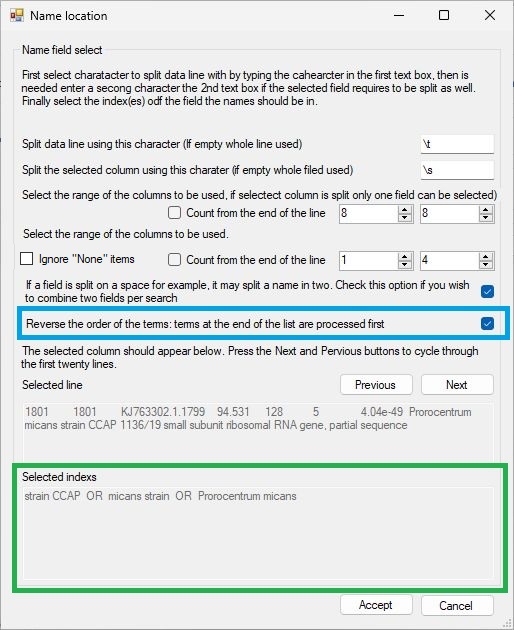 Name location
Name field select
First select charatacter to split data line with by typing the cahearcter in the first text box, then is
needed enter a secong character the 2nd text box if the selected field requires to be split as well.
Finally select the index(es) odf the field the names should be in.
Split data line using this character (If empty whole line used)
\t
Split the selected column using this charater (if empty whole filed used)
\s
Select the range of the columns to be used, if selectect column is split only one field can be selected)
Count from the end of the line
8
8
Select the range of the columns to be used.
Ignore "None" items
Count from the end of the line
1
4
If a field is split on a space for example, it may split a name in two. Check this option if you wish
to combine two fields per search
Reverse the order of the terms: terms at the end of the list are processed first
The selected column should appear below. Press the Next and Pervious buttons to cycle through
the first twenty lines.
Selected line
Previous
Next
1801 1801 KJ763302.1.1799 94.531 128 5 4.04e-49 Prorocentrum
micans strain CCAP 1136/19 small subunit ribosomal RNA gene, partial sequence
Selected indexs
strain CCAP OR micans strain OR Prorocentrum micans
Accept
Cancel